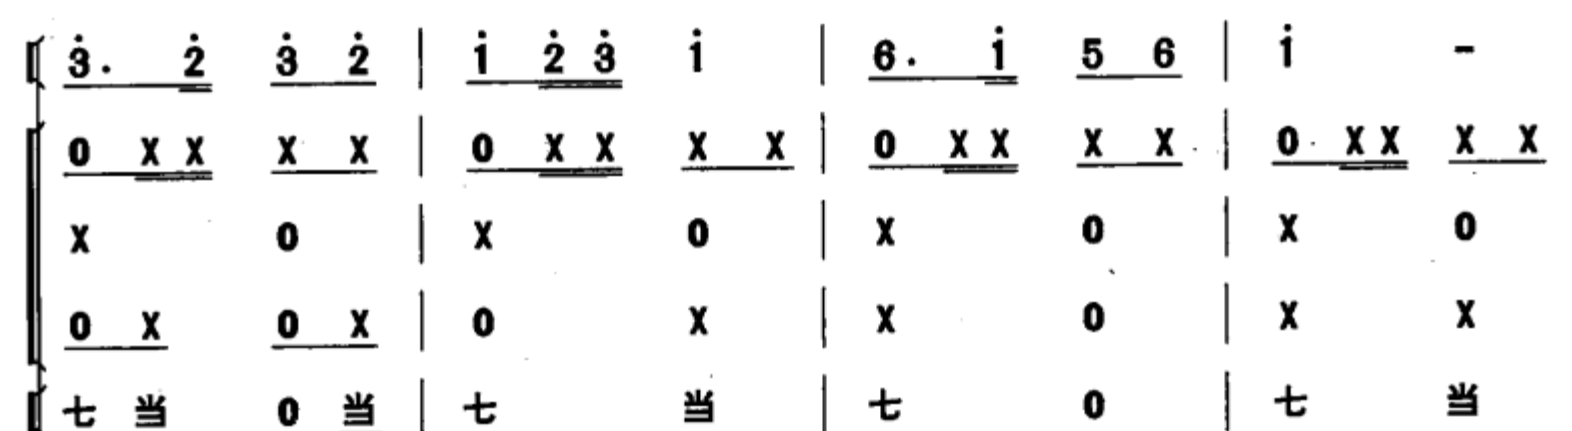 3̇. 2̇ 3̇ 2̇ | 1̇ 2̇ 3̇ 1̇ | 6. 1̇ 5 6 | 1̇ -
0 X X X X | 0 X X X X | 0 X X X X | 0 X X X X
X 0 | X 0 | X 0 | X 0
0 X 0 X | 0 X | X 0 | X X
七 当 0 当 | 七 当 | 七 0 | 七 当